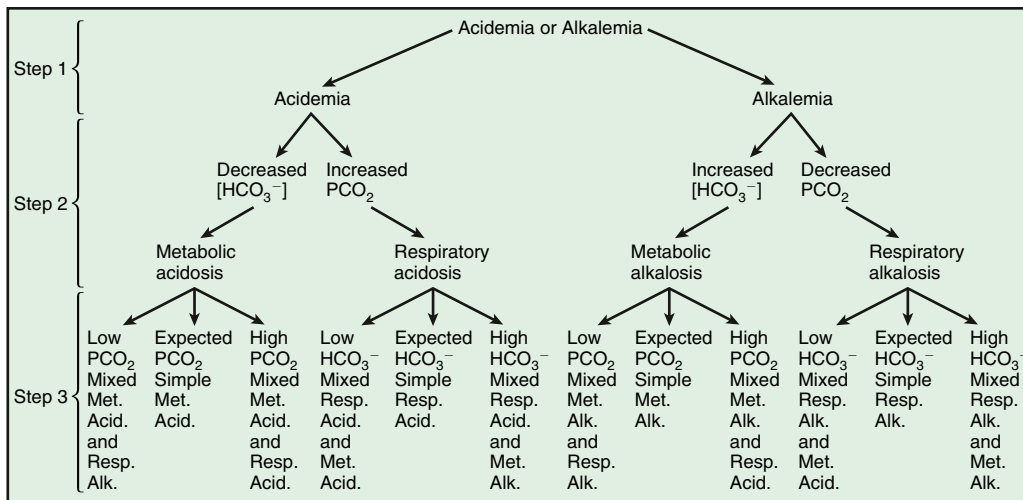 Acidemia or Alkalemia
Step 1
Acidemia
Alkalemia
Step 2
Decreased
[HCO₃⁻]
Increased
PCO₂
Increased
[HCO₃⁻]
Decreased
PCO₂
Metabolic
acidosis
Respiratory
acidosis
Metabolic
alkalosis
Respiratory
alkalosis
Step 3
Low
PCO₂
Mixed
Met.
Acid.
and
Resp.
Alk.
Expected
PCO₂
Simple
Met.
Acid.
High
PCO₂
Mixed
Met.
Acid.
and
Resp.
Acid.
Low
HCO₃⁻
Mixed
Resp.
Acid.
and
Met.
Acid.
Expected
HCO₃⁻
Simple
Resp.
Acid.
High
HCO₃⁻
Mixed
Resp.
Acid.
and
Met.
Alk.
Low
PCO₂
Mixed
Met.
Alk.
and
Resp.
Alk.
Expected
PCO₂
Simple
Met.
Alk.
High
PCO₂
Mixed
Met.
Alk.
and
Resp.
Acid.
Low
HCO₃⁻
Mixed
Resp.
Alk.
and
Met.
Acid.
Expected
HCO₃⁻
Simple
Resp.
Alk.
High
HCO₃⁻
Mixed
Resp.
Alk.
and
Met.
Alk.